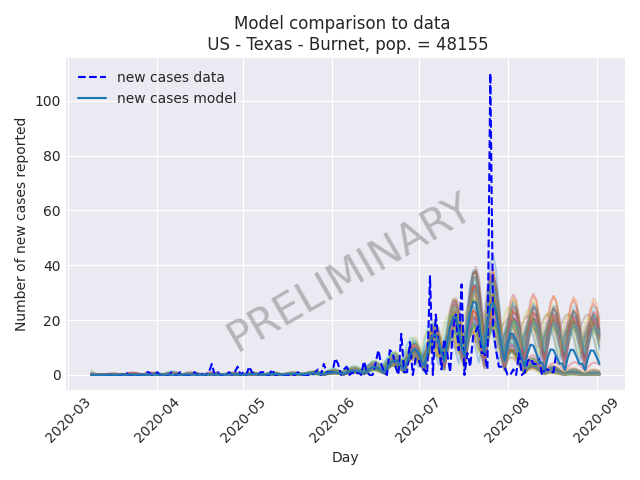 Model comparison to data
US - Texas - Burnet, pop. = 48155
new cases data
new cases model
Number of new cases reported
100
80
60
40
20
0
PRELIMINARY
2020-03
2020-04
2020-05
2020-06
2020-07
2020-08
2020-09
Day